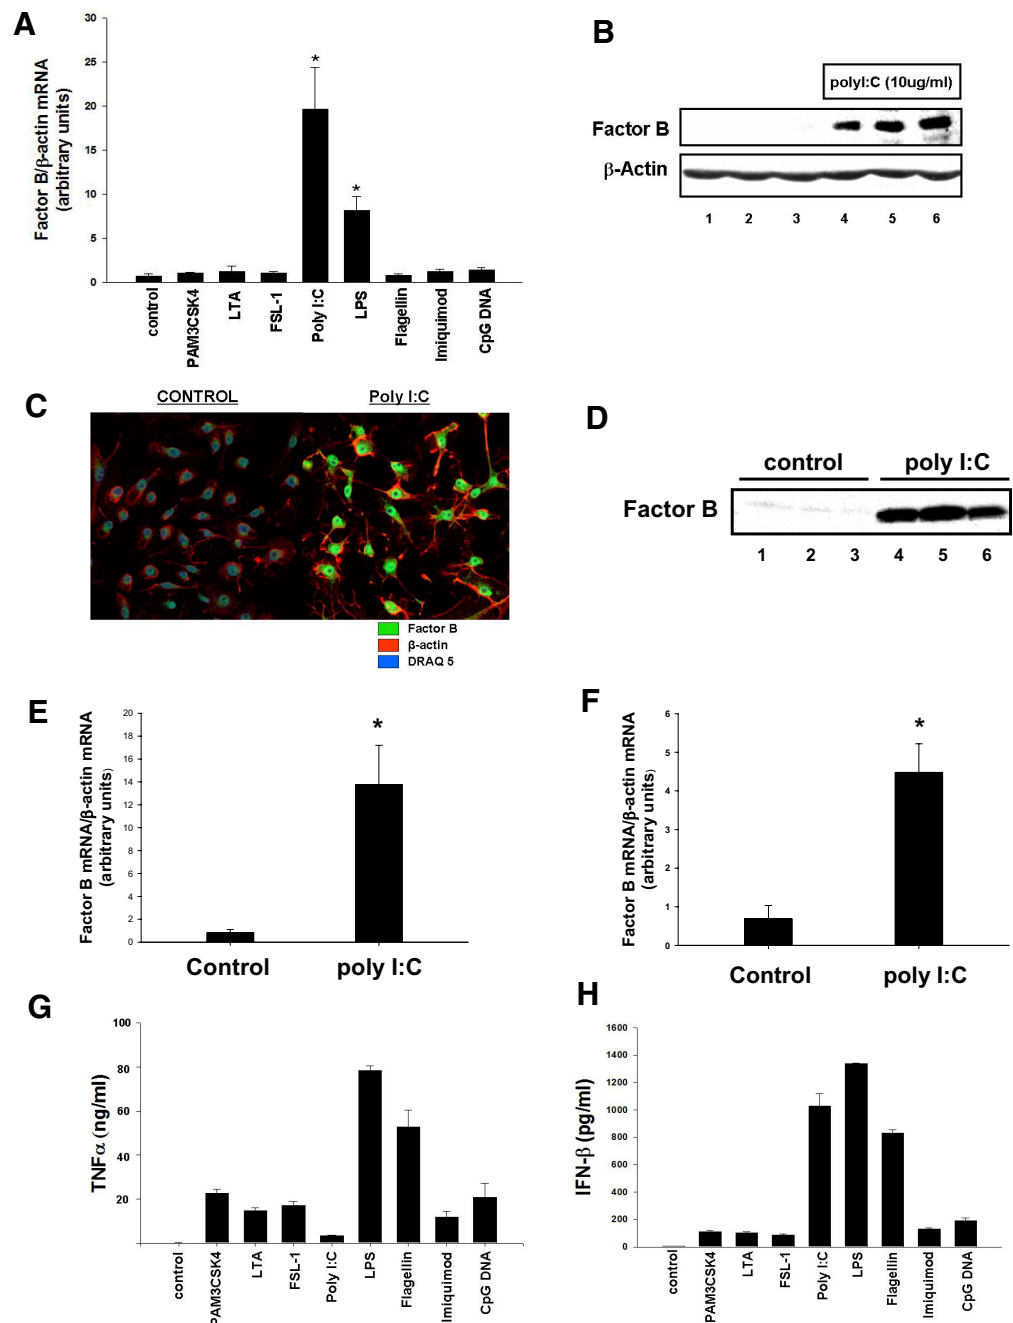 A
Factor B/β-actin mRNA
(arbitrary units)
30
25
20
15
10
5
0
*
*
control
PAM3CSK4
LTA
FSL-1
Poly I:C
LPS
Flagellin
Imiquimod
CpG DNA
B
polyI:C (10ug/ml)
Factor B
β-Actin
1 2 3 4 5 6
C
CONTROL Poly I:C
Factor B
β-actin
DRAQ 5
D
control poly I:C
Factor B
1 2 3 4 5 6
E
Factor B mRNA/β-actin mRNA
(arbitrary units)
20
18
16
14
12
10
8
6
4
2
0
*
Control poly I:C
F
Factor B mRNA/β-actin mRNA
(arbitrary units)
6
5
4
3
2
1
0
*
Control poly I:C
G
TNFα (ng/ml)
100
80
60
40
20
control
PAM3CSK4
LTA
FSL-1
Poly I:C
LPS
Flagellin
Imiquimod
CpG DNA
H
IFN-β (pg/ml)
1600
1400
1200
1000
800
600
400
200
0
control
PAM3CSK4
LTA
FSL-1
Poly I:C
LPS
Flagellin
Imiquimod
CpG DNA